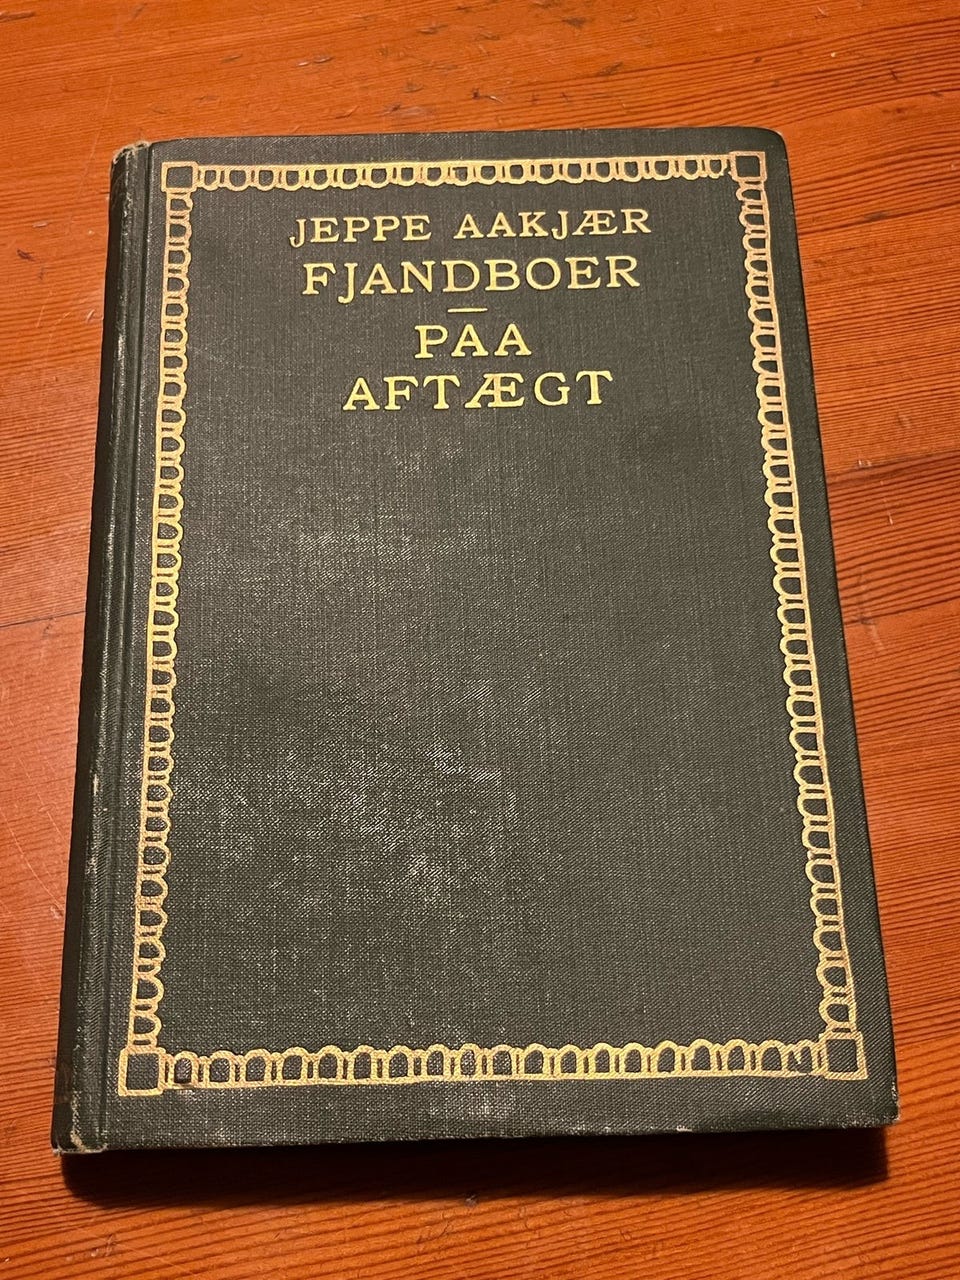 JEPPE AAKJÆR
FJANDBOER
—
PAA
AFTÆGT